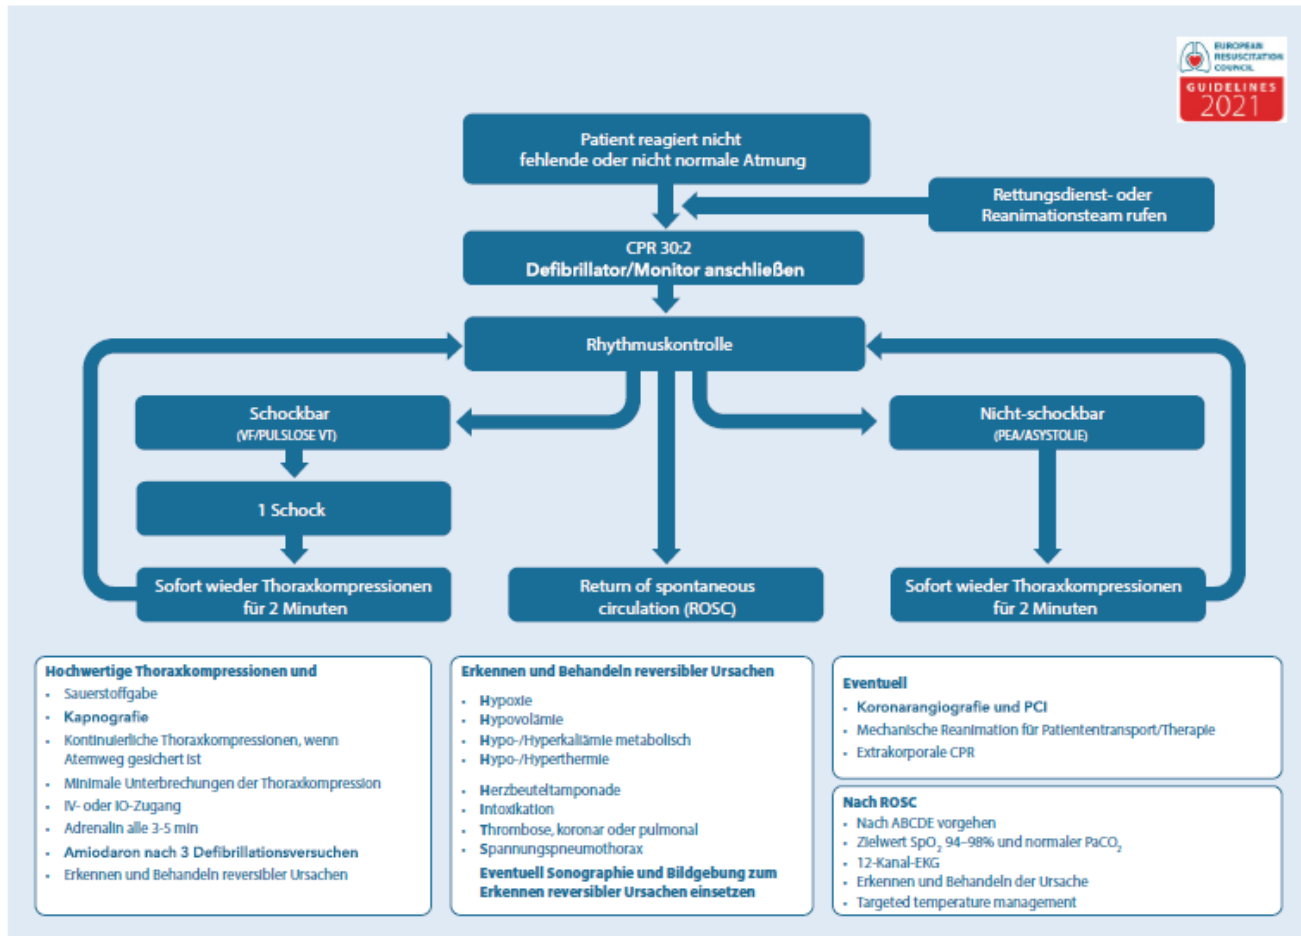 EUROPEAN
RESUSCITATION
COUNCIL
GUIDELINES
2021
Patient reagiert nicht
fehlende oder nicht normale Atmung
Rettungsdienst- oder
Reanimationsteam rufen
CPR 30:2
Defibrillator/Monitor anschließen
Rhythmuskontrolle
Schockbar
(VF/PULSLOSE VT)
Nicht-schockbar
(PEA/ASYSTOLIE)
1 Schock
Sofort wieder Thoraxkompressionen
für 2 Minuten
Return of spontaneous
circulation (ROSC)
Sofort wieder Thoraxkompressionen
für 2 Minuten
Hochwertige Thoraxkompressionen und
• Sauerstoffgabe
• Kapnografie
• Kontinuierliche Thoraxkompressionen, wenn
Atemweg gesichert ist
• Minimale Unterbrechungen der Thoraxkompression
• IV- oder IO-Zugang
• Adrenalin alle 3-5 min
• Amiodaron nach 3 Defibrillationsversuchen
• Erkennen und Behandeln reversibler Ursachen
Erkennen und Behandeln reversibler Ursachen
• Hypoxie
• Hypovolämie
• Hypo-/Hyperkaliämie metabolisch
• Hypo-/Hyperthermie
• Herzbeuteltamponade
• Intoxikation
• Thrombose, koronar oder pulmonal
• Spannungspneumothorax
Eventuell Sonographie und Bildgebung zum
Erkennen reversibler Ursachen einsetzen
Eventuell
• Koronarangiografie und PCI
• Mechanische Reanimation für Patiententransport/Therapie
• Extrakorporale CPR
Nach ROSC
• Nach ABCDE vorgehen
• Zielwert SpO₂ 94–98% und normaler PaCO₂
• 12-Kanal-EKG
• Erkennen und Behandeln der Ursache
• Targeted temperature management